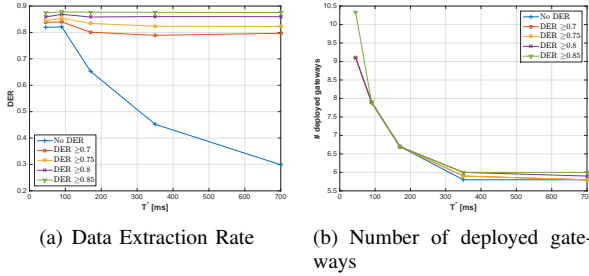 0.9
0.8
0.7
0.6
0.5
0.4
0.3
0.2
DER
No DER
DER ≥0.7
DER ≥0.75
DER ≥0.8
DER ≥0.85
0 100 200 300 400 500 600 700
T* [ms]
(a) Data Extraction Rate
10.5
10
9.5
9
8.5
8
7.5
7
6.5
6
5.5
# deployed gateways
No DER
DER ≥0.7
DER ≥0.75
DER ≥0.8
DER ≥0.85
0 100 200 300 400 500 600 700
T* [ms]
(b) Number of deployed gate-
ways